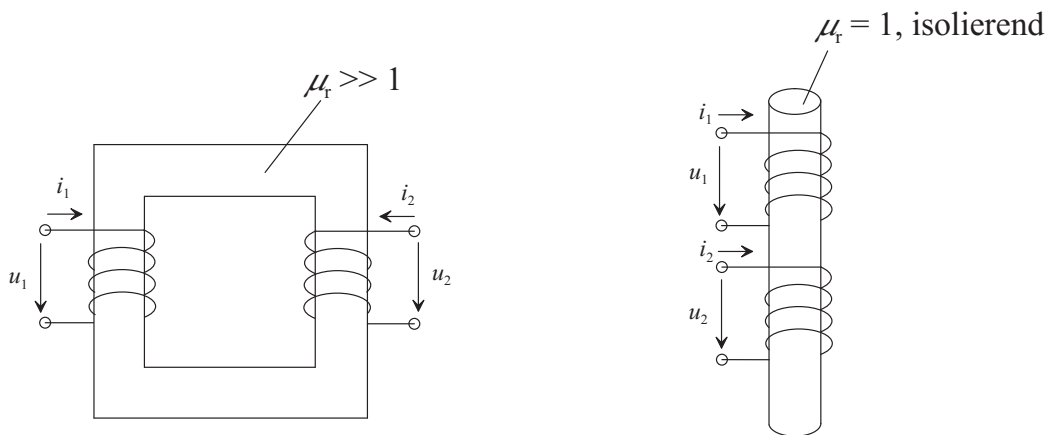 μr >> 1
i1
i2
u1
u2
μr = 1, isolierend
i1
u1
i2
u2